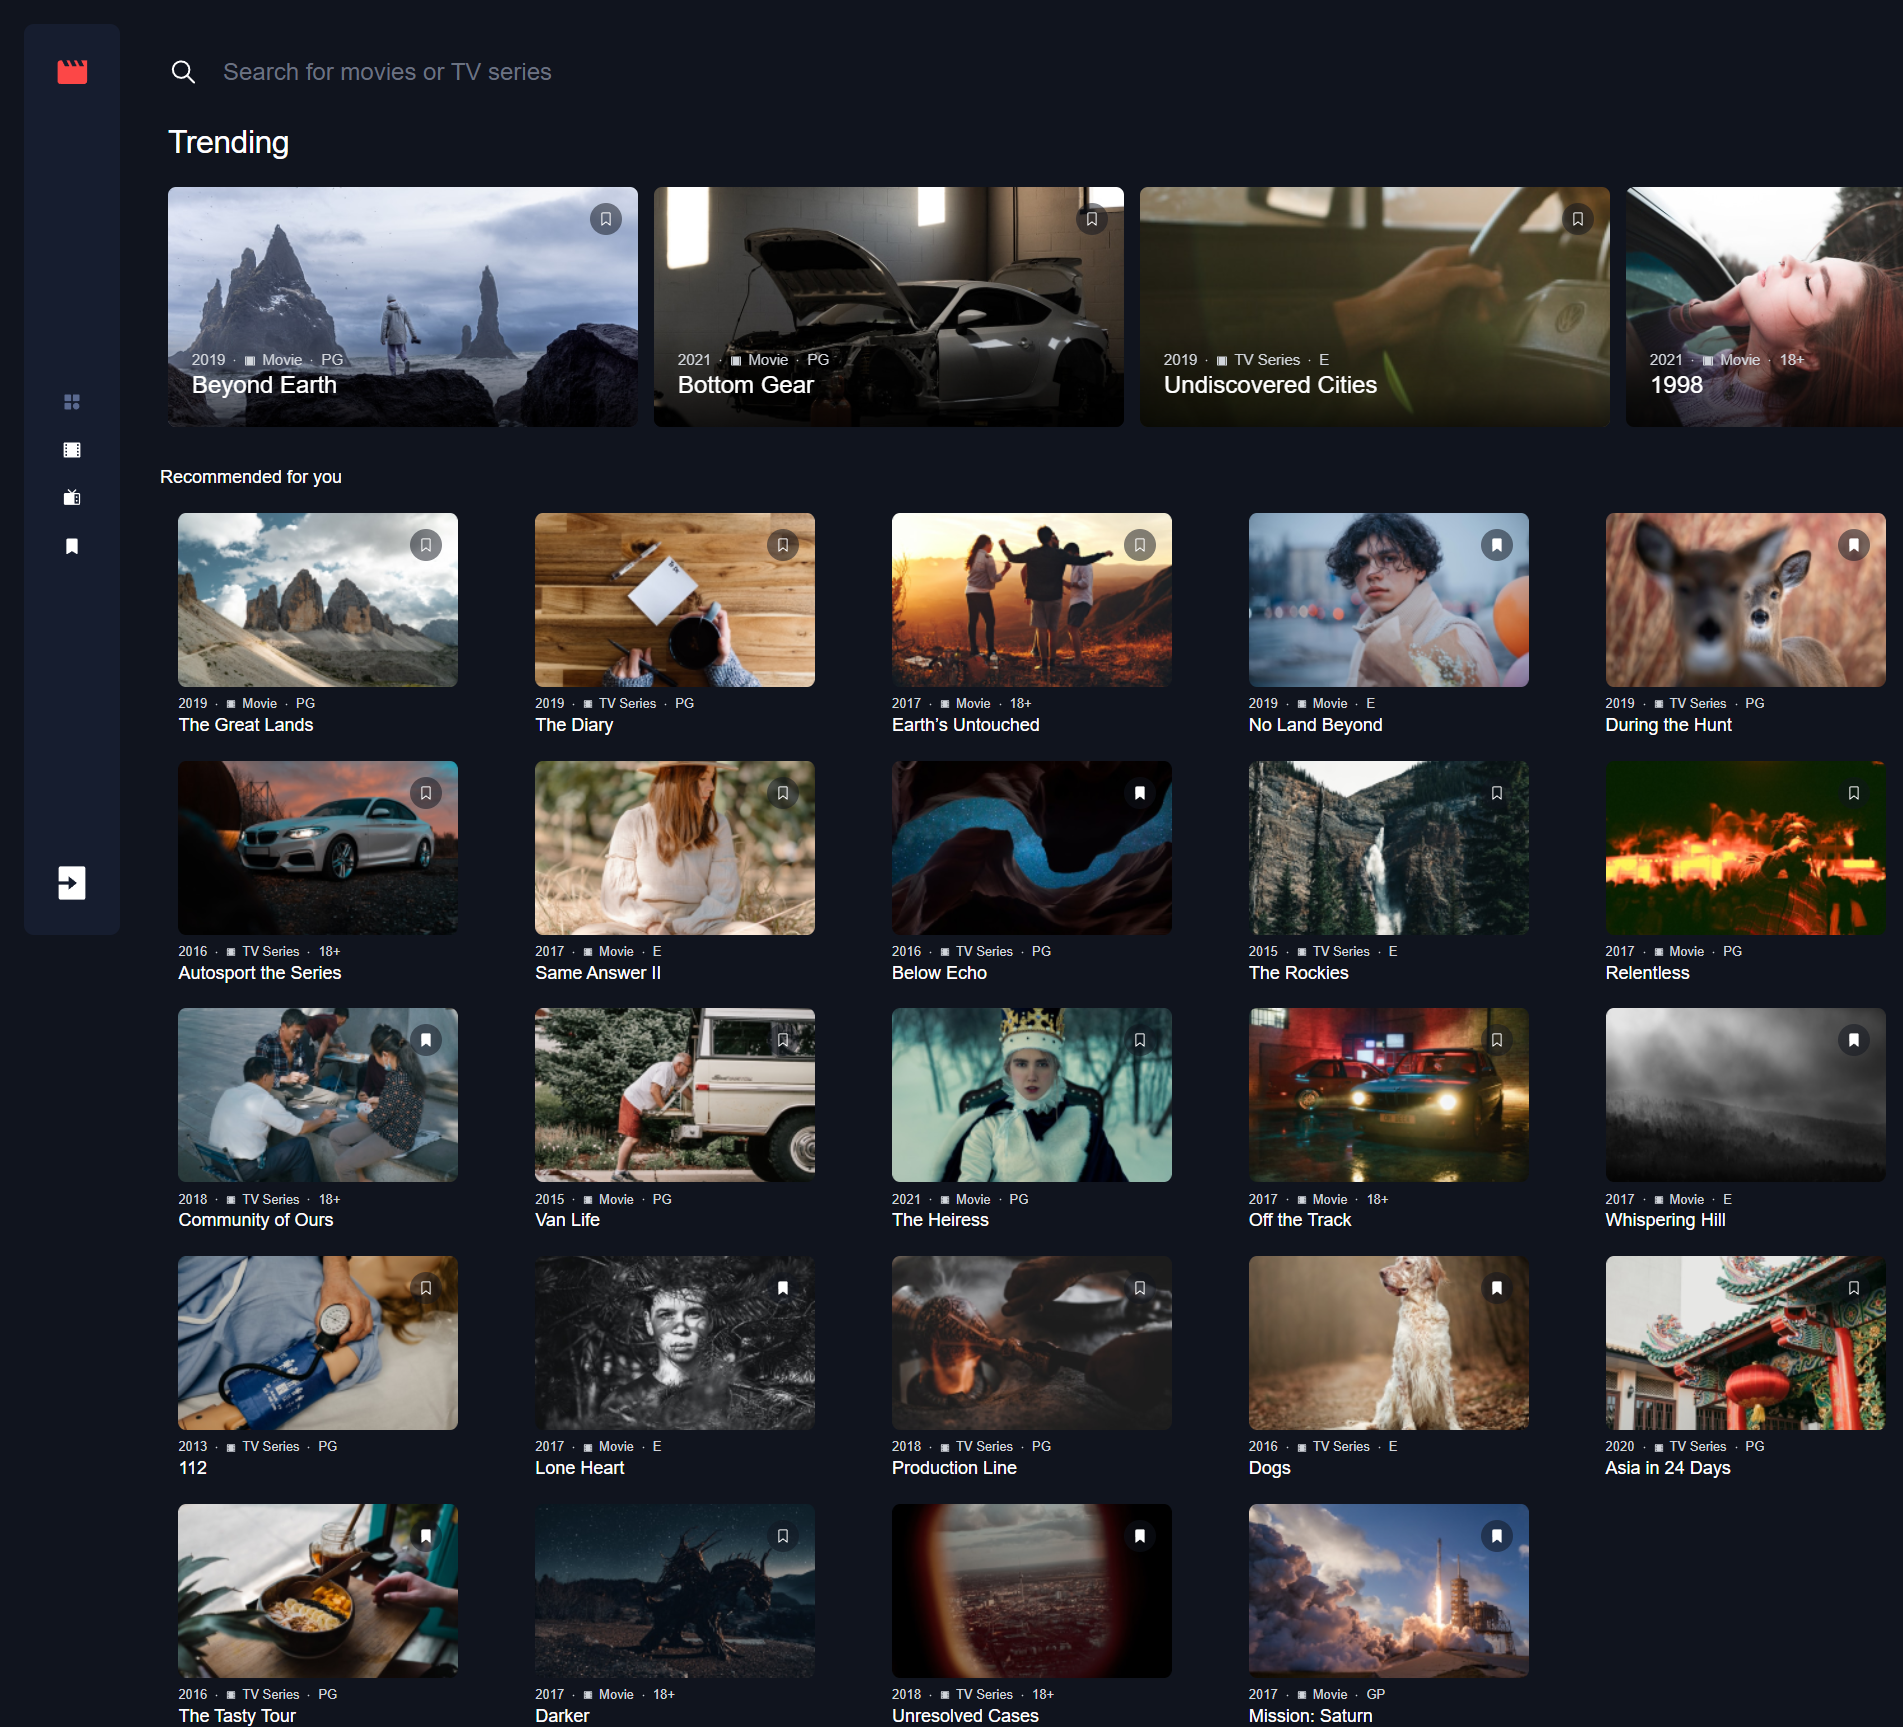 Search for movies or TV series
Trending
2019 · Movie · PG
Beyond Earth
2021 · Movie · PG
Bottom Gear
2019 · TV Series · E
Undiscovered Cities
2021 · Movie · 18+
1998
Recommended for you
2019 · Movie · PG
The Great Lands
2019 · TV Series · PG
The Diary
2017 · Movie · 18+
Earth's Untouched
2019 · Movie · E
No Land Beyond
2019 · TV Series · PG
During the Hunt
2016 · TV Series · 18+
Autosport the Series
2017 · Movie · E
Same Answer II
2016 · TV Series · PG
Below Echo
2015 · TV Series · E
The Rockies
2017 · Movie · PG
Relentless
2018 · TV Series · 18+
Community of Ours
2015 · Movie · PG
Van Life
2021 · Movie · PG
The Heiress
2017 · Movie · 18+
Off the Track
2017 · Movie · E
Whispering Hill
2013 · TV Series · PG
112
2017 · Movie · E
Lone Heart
2018 · TV Series · PG
Production Line
2016 · TV Series · E
Dogs
2020 · TV Series · PG
Asia in 24 Days
2016 · TV Series · PG
The Tasty Tour
2017 · Movie · 18+
Darker
2018 · TV Series · 18+
Unresolved Cases
2017 · Movie · GP
Mission: Saturn